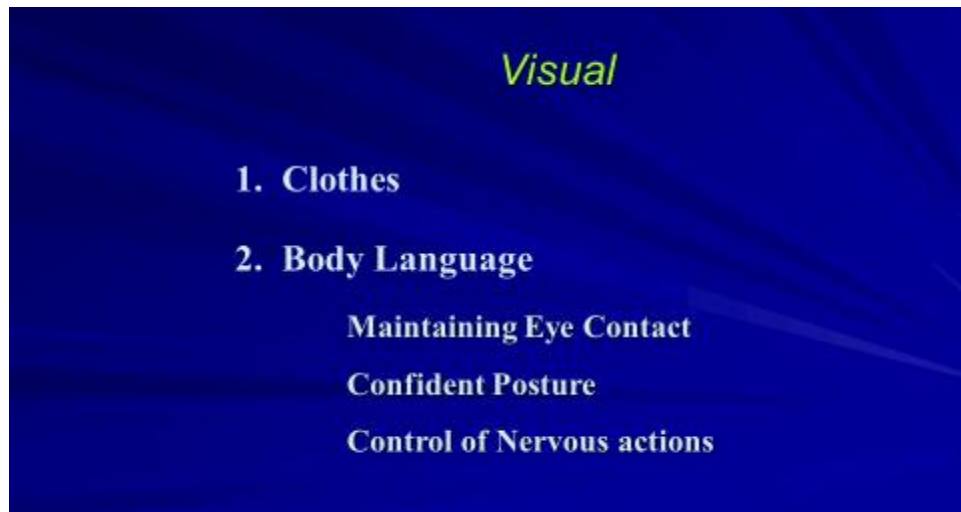 Visual
1. Clothes
2. Body Language
Maintaining Eye Contact
Confident Posture
Control of Nervous actions